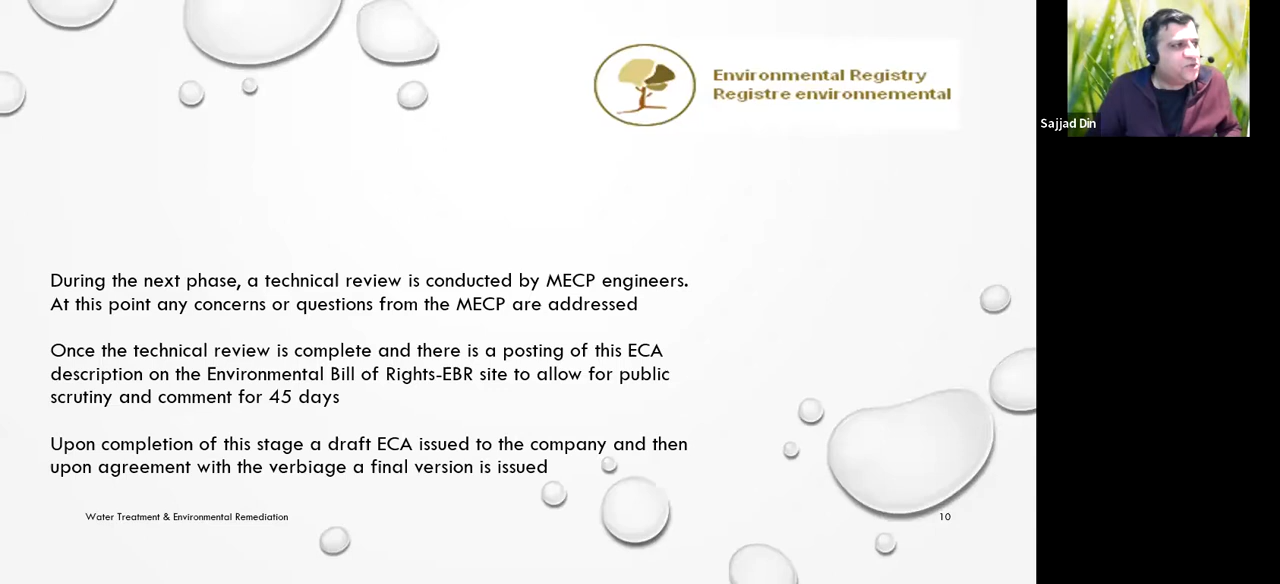 Environmental Registry
Registre environnemental
Sajjad Din
During the next phase, a technical review is conducted by MECP engineers.
At this point any concerns or questions from the MECP are addressed
Once the technical review is complete and there is a posting of this ECA
description on the Environmental Bill of Rights-EBR site to allow for public
scrutiny and comment for 45 days
Upon completion of this stage a draft ECA issued to the company and then
upon agreement with the verbiage a final version is issued
Water Treatment & Environmental Remediation
10